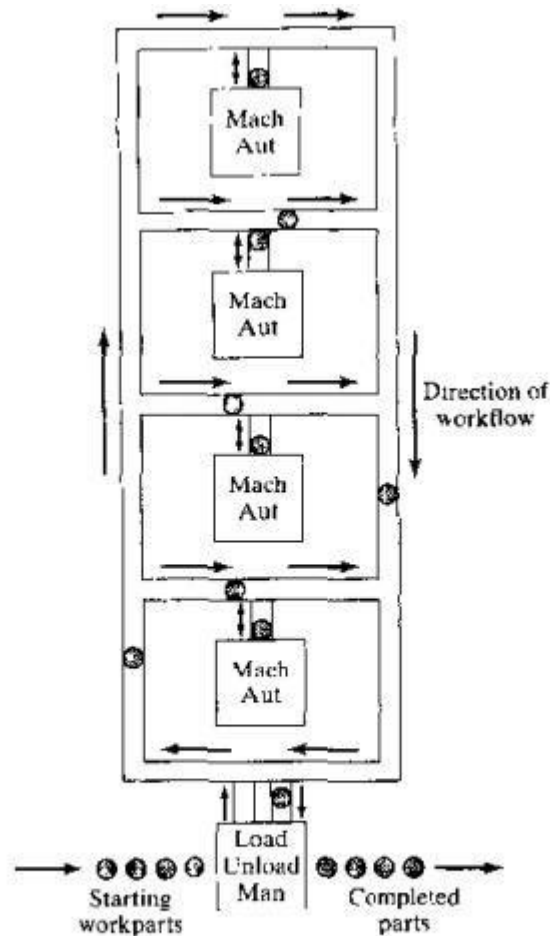 Mach
Aut
Mach
Aut
Direction of
workflow
Mach
Aut
Mach
Aut
Load
Unload
Man
Starting
workparts
Completed
parts